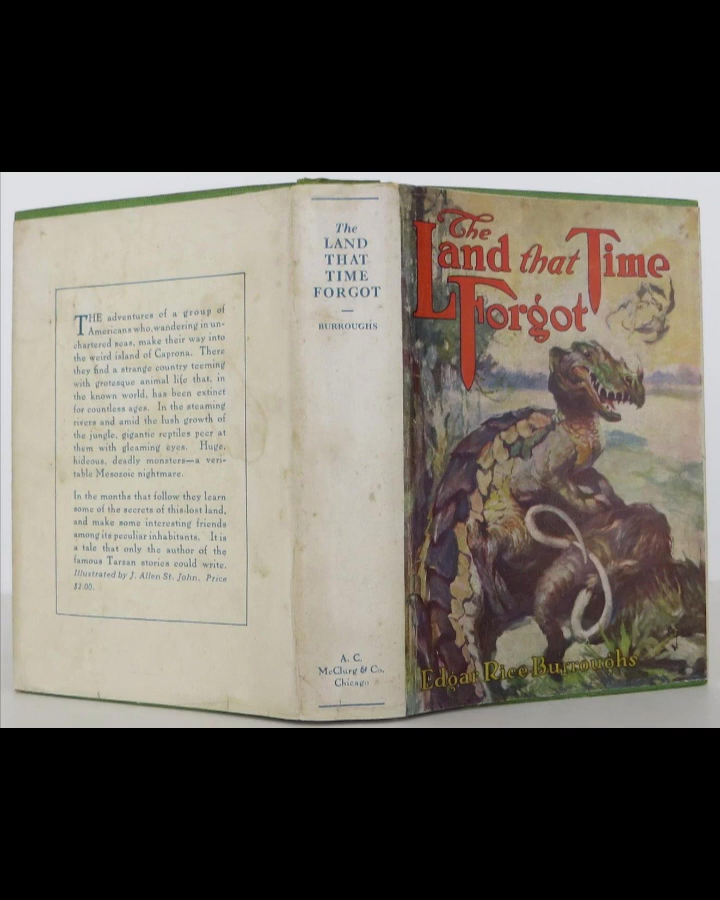 THE adventures of a group of
Americans who, wandering in un-
chartered seas, make their way into
the weird island of Caprona. There
they find a strange country teeming
with grotesque animal life that, in
the known world, has been extinct
for countless ages. In the steaming
rivers and amid the lush growth of
the jungle, gigantic reptiles peer at
them with gleaming eyes. Huge,
hideous, deadly monsters—a veri-
table Mesozoic nightmare.
In the months that follow they learn
some of the secrets of this lost land,
and make some interesting friends
among its peculiar inhabitants. It is
a tale that only the author of the
famous Tarzan stories could write.
Illustrated by J. Allen St. John. Price
$2.00.
The
LAND
THAT
TIME
FORGOT
BURROUGHS
A. C.
McClurg & Co.
Chicago
The
Land that Time
Forgot
Edgar Rice Burroughs